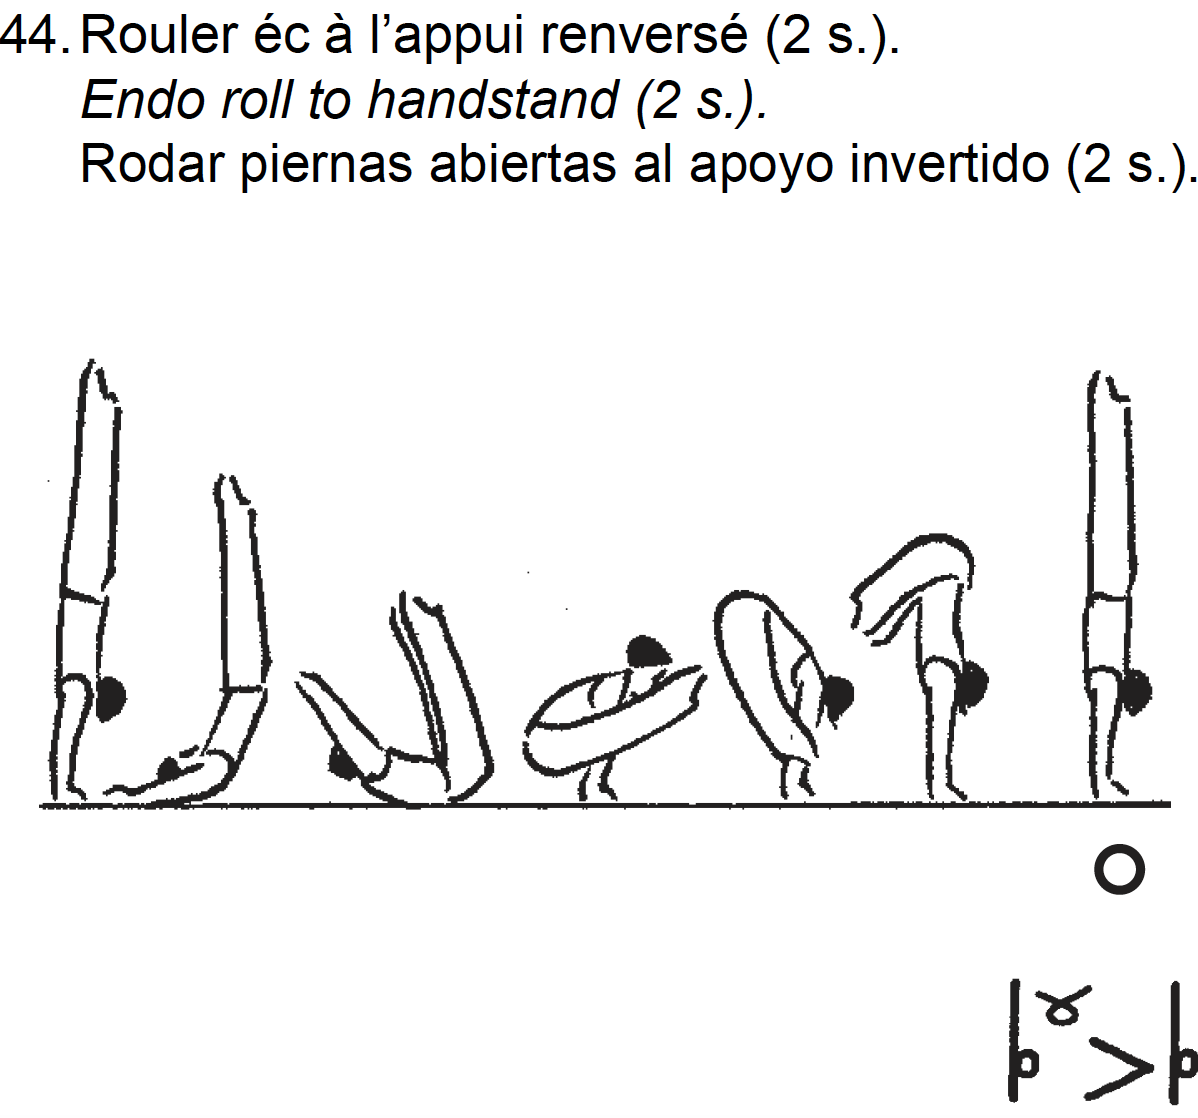 44. Rouler éc à l’appui renversé (2 s.).
Endo roll to handstand (2 s.).
Rodar piernas abiertas al apoyo invertido (2 s.).